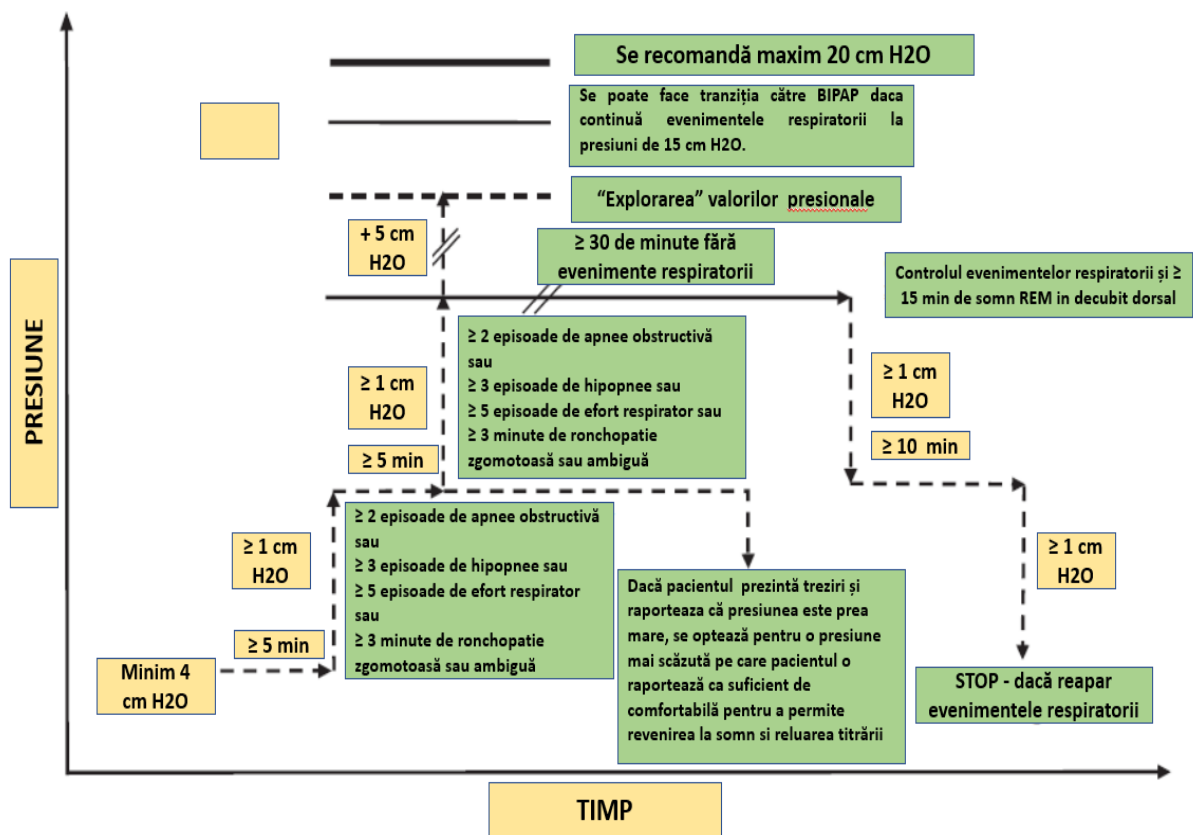 Se recomandă maxim 20 cm H2O
Se poate face tranziția către BIPAP daca
continuă evenimentele respiratorii la
presiuni de 15 cm H2O.
“Explorarea” valorilor presionale
+ 5 cm
H2O
≥ 30 de minute fără
evenimente respiratorii
Controlul evenimentelor respiratorii și ≥
15 min de somn REM in decubit dorsal
PRESIUNE
≥ 1 cm
H2O
≥ 5 min
≥ 2 episoade de apnee obstructivă
sau
≥ 3 episoade de hipopnee sau
≥ 5 episoade de efort respirator sau
≥ 3 minute de ronchopatie
zgomotoasă sau ambiguă
≥ 1 cm
H2O
≥ 10 min
≥ 1 cm
H2O
≥ 5 min
Minim 4
cm H2O
≥ 2 episoade de apnee obstructivă
sau
≥ 3 episoade de hipopnee sau
≥ 5 episoade de efort respirator
sau
≥ 3 minute de ronchopatie
zgomotoasă sau ambiguă
Dacă pacientul prezintă treziri și
raporteaza că presiunea este prea
mare, se optează pentru o presiune
mai scăzută pe care pacientul o
raportează ca suficient de
comfortabilă pentru a permite
revenirea la somn si reluarea titrării
≥ 1 cm
H2O
STOP - dacă reapar
evenimentele respiratorii
TIMP